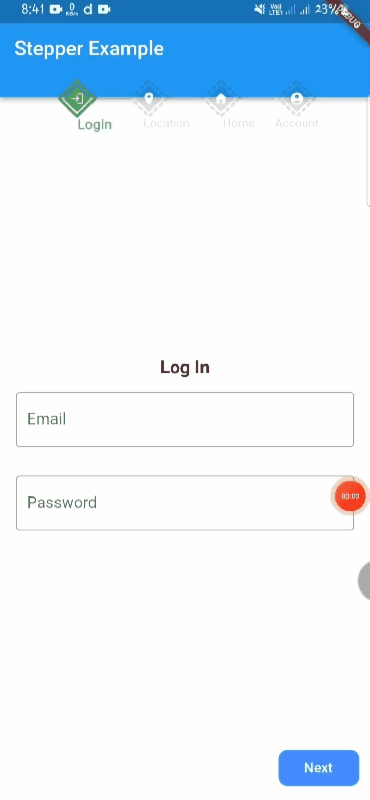 8:41 0 KB/s d Vo) LTE1 23%
DEBUG
Stepper Example
LogIn Location Home Account
Log In
Email
Password
00:03
Next